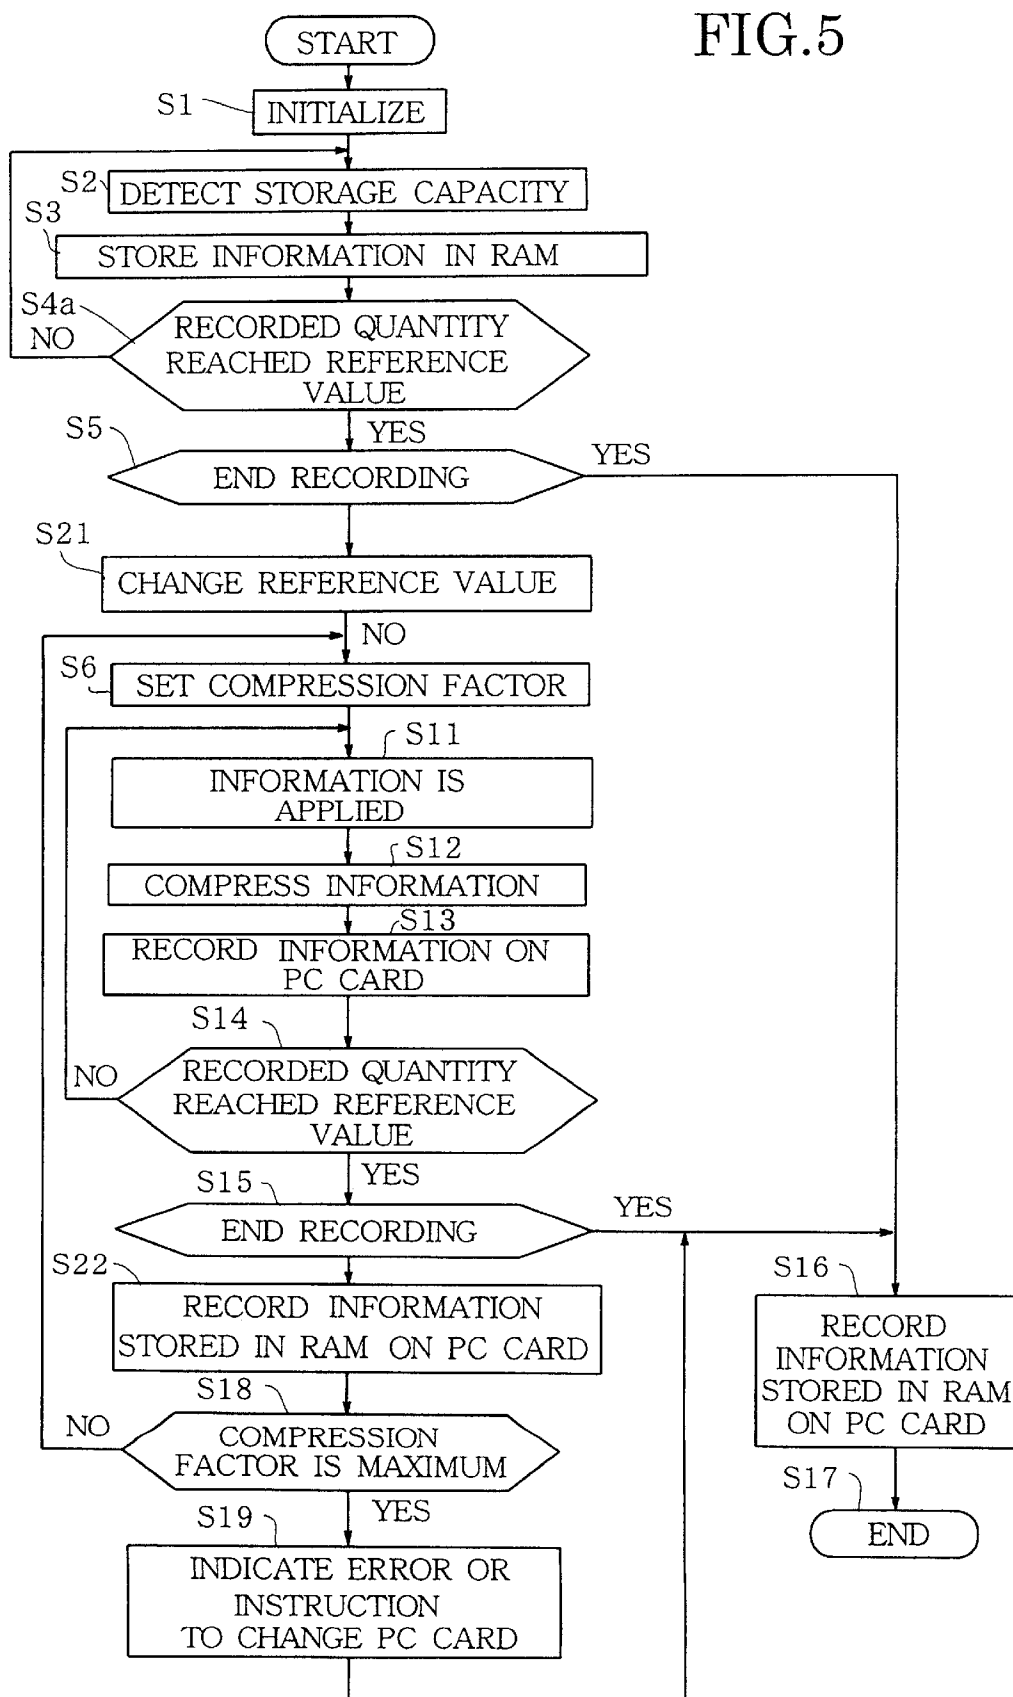 FIG.5
START
S1
INITIALIZE
S2
DETECT STORAGE CAPACITY
S3
STORE INFORMATION IN RAM
S4a
NO
RECORDED QUANTITY
REACHED REFERENCE
VALUE
YES
S5
END RECORDING
YES
S21
CHANGE REFERENCE VALUE
NO
S6
SET COMPRESSION FACTOR
S11
INFORMATION IS
APPLIED
S12
COMPRESS INFORMATION
S13
RECORD INFORMATION ON
PC CARD
S14
NO
RECORDED QUANTITY
REACHED REFERENCE
VALUE
YES
S15
END RECORDING
YES
S22
RECORD INFORMATION
STORED IN RAM ON PC CARD
S18
NO
COMPRESSION
FACTOR IS MAXIMUM
YES
S19
INDICATE ERROR OR
INSTRUCTION
TO CHANGE PC CARD
S16
RECORD
INFORMATION
STORED IN RAM
ON PC CARD
S17
END